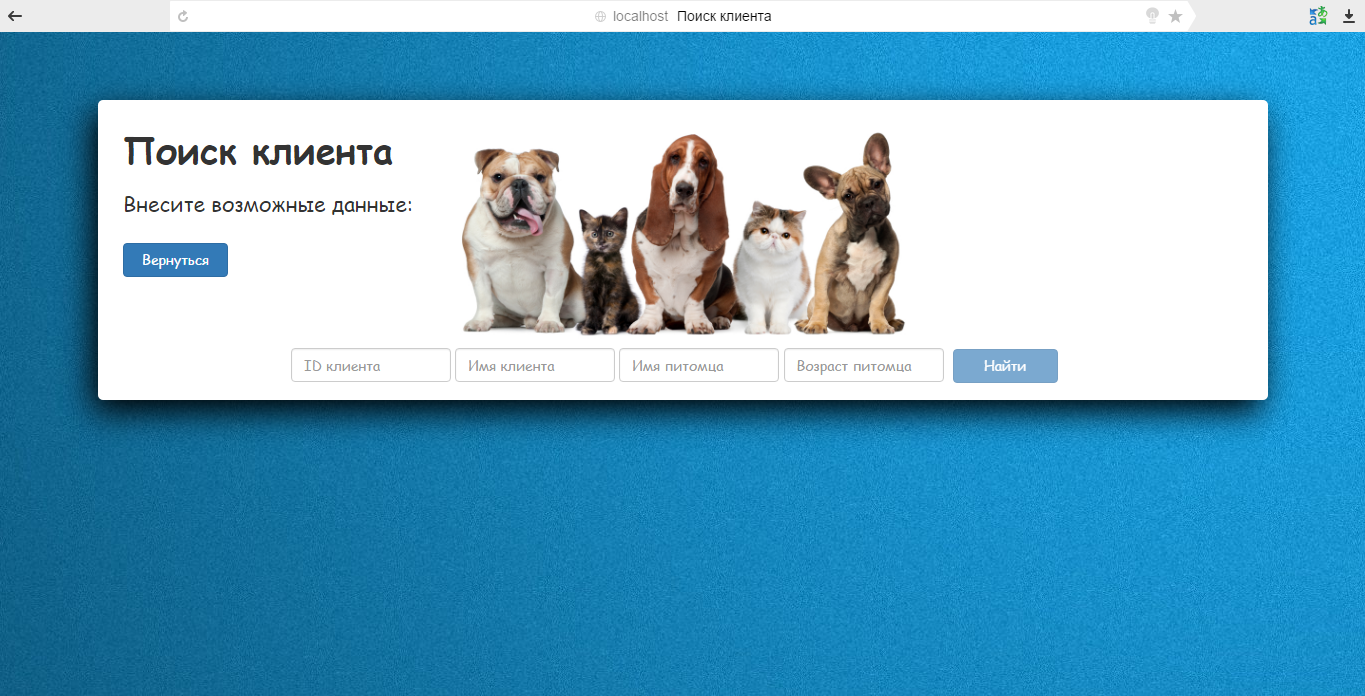 localhost Поиск клиента
Поиск клиента
Внесите возможные данные:
Вернуться
ID клиента Имя клиента Имя питомца Возраст питомца Найти